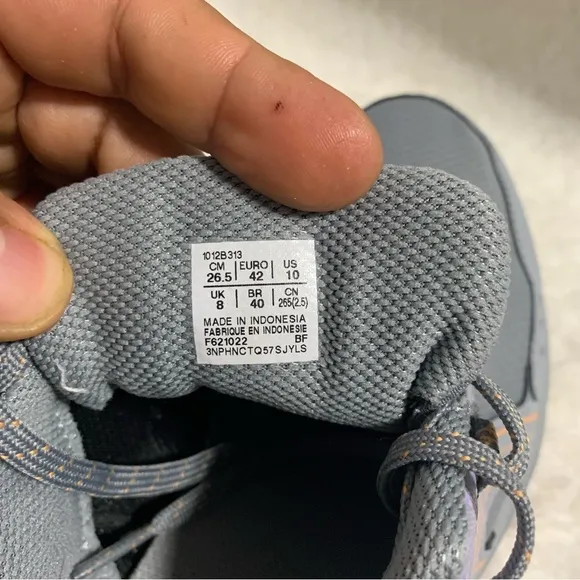 1012B313
CM 26.5 | EURO 42 | US 10
UK 8 | BR 40 | CN 265(2.5)
MADE IN INDONESIA
FABRIQUE EN INDONESIE
F621022 BF
3NPHNCTQ57SJYLS